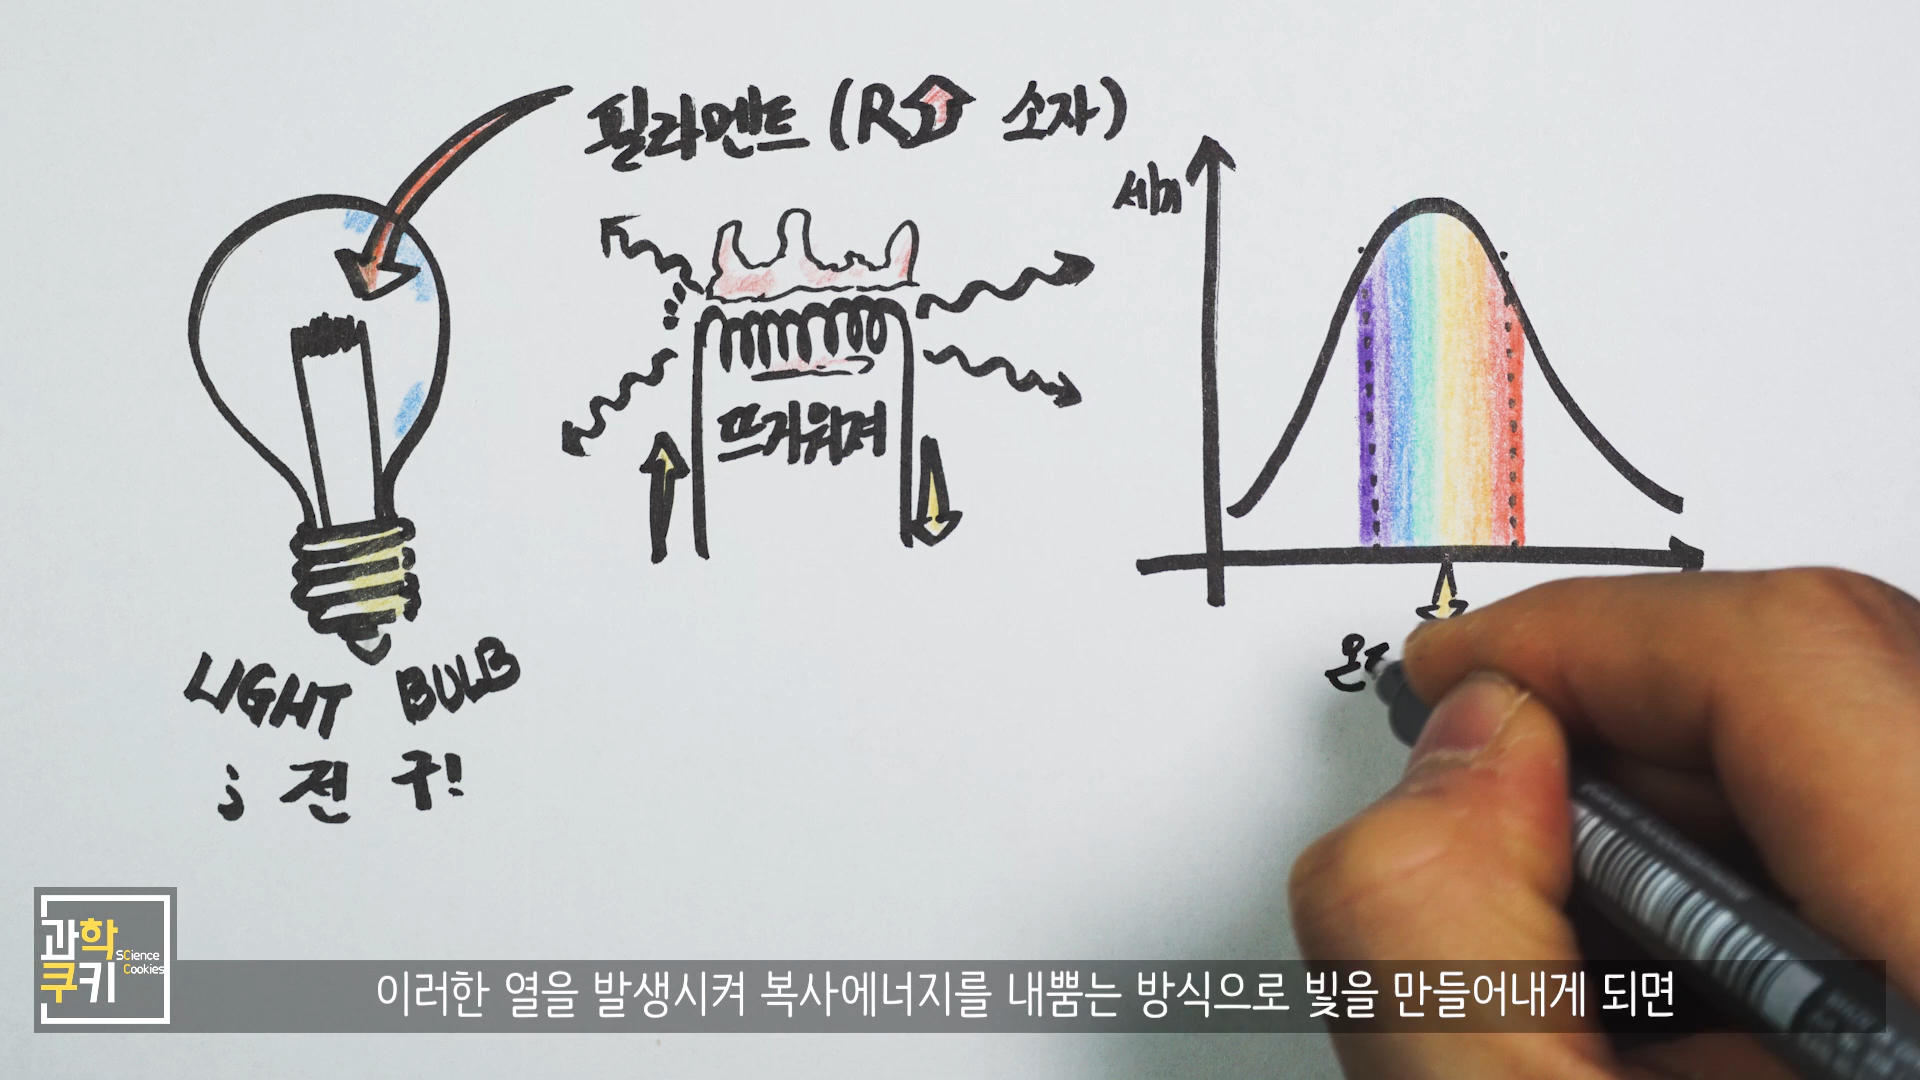 필라멘트 (R⇧ 소자)
세기
뜨거워져
LIGHT BULB
; 전구!
과학
쿠키
SCience
Cookies
이러한 열을 발생시켜 복사에너지를 내뿜는 방식으로 빛을 만들어내게 되면